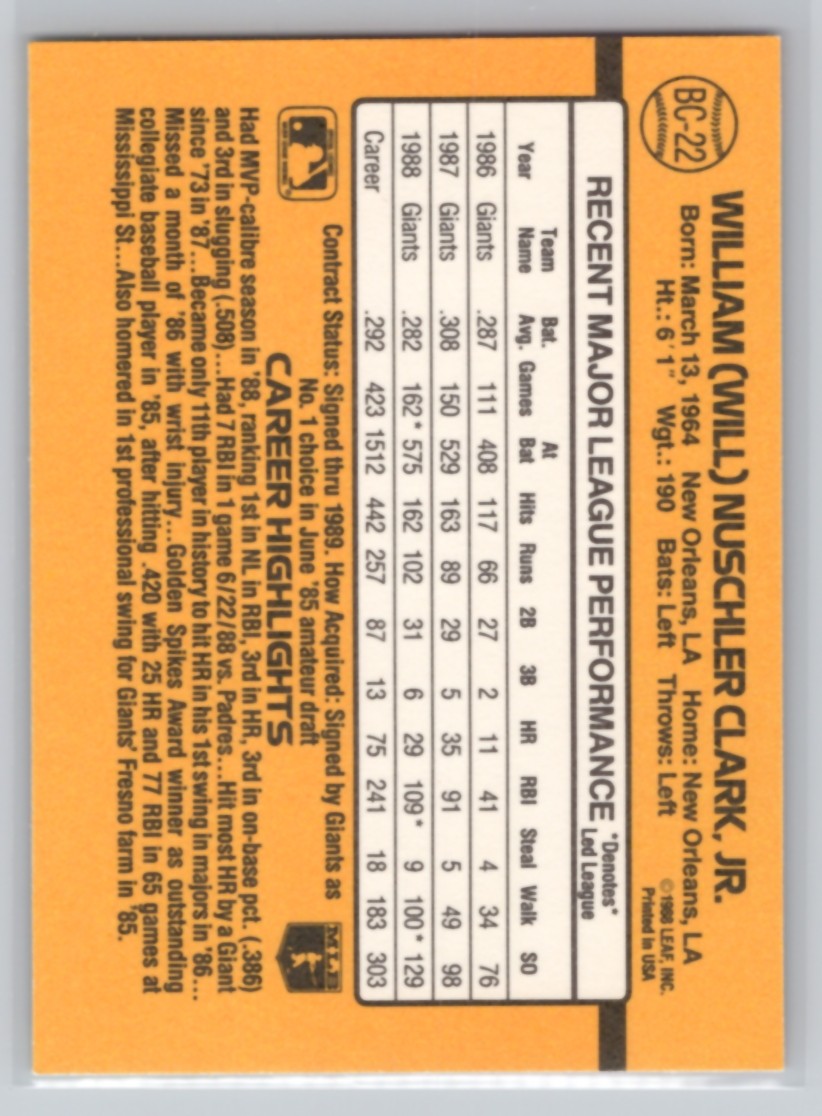 BC-22
WILLIAM (WILL) NUSCHLER CLARK, JR.
Born: March 13, 1964 New Orleans, LA Home: New Orleans, LA
Ht.: 6' 1" Wgt.: 190 Bats: Left Throws: Left
© 1988 LEAF, INC.
Printed in USA
RECENT MAJOR LEAGUE PERFORMANCE
*Denotes*
Led League
Year Team Name Bat. Avg. Games At Bat Hits Runs 2B 3B HR RBI Steal Walk SO
1986 Giants .287 111 408 117 66 27 2 11 41 4 34 76
1987 Giants .308 150 529 163 89 29 5 35 91 5 49 98
1988 Giants .282 162* 575 162 102 31 6 29 109* 9 100* 129
Career .292 423 1512 442 257 87 13 75 241 18 183 303
Contract Status: Signed thru 1989. How Acquired: Signed by Giants as
No. 1 choice in June '85 amateur draft
MLB
CAREER HIGHLIGHTS
Had MVP-calibre season in '88, ranking 1st in NL in RBI, 3rd in HR, 3rd in on-base pct. (.386)
and 3rd in slugging (.508)...Had 7 RBI in 1 game 6/22/88 vs. Padres...Hit most HR by a Giant
since '73 in '87...Became only 11th player in history to hit HR in his 1st swing in majors in '86...
Missed a month of '86 with wrist injury...Golden Spikes Award winner as outstanding
collegiate baseball player in '85, after hitting .420 with 25 HR and 77 RBI in 65 games at
Mississippi St...Also homered in 1st professional swing for Giants' Fresno farm in '85.